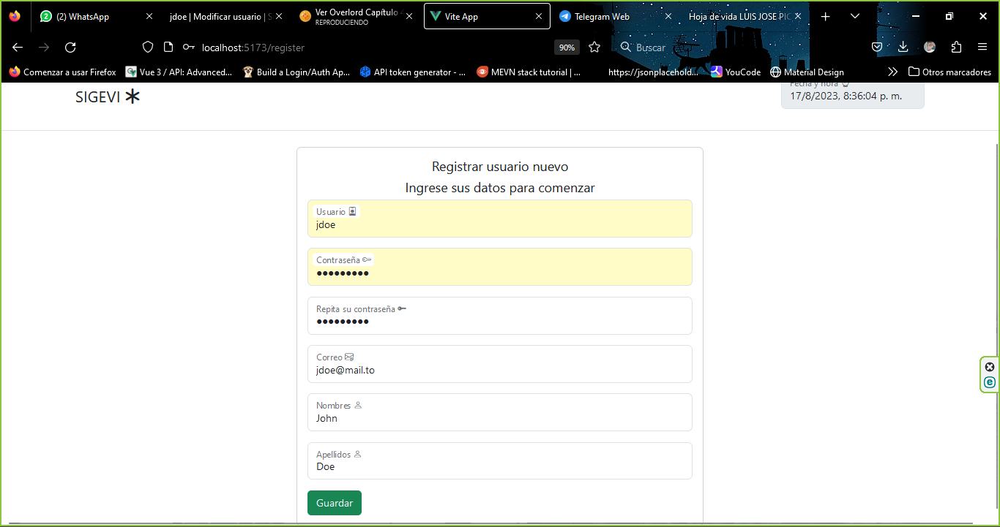 (2) WhatsApp
jdoe | Modificar usuario | S
Ver Overlord Capítulo 4
REPRODUCIENDO
Vite App
Telegram Web
Hoja de vida LUIS JOSE PIC
localhost:5173/register
90%
Buscar
Comenzar a usar Firefox
Vue 3 / API: Advanced...
Build a Login/Auth Ap...
API token generator - ...
MEVN stack tutorial | ...
https://jsonplacehold...
YouCode
Material Design
Otros marcadores
SIGEVI
Fecha y hora
17/8/2023, 8:36:04 p. m.
Registrar usuario nuevo
Ingrese sus datos para comenzar
Usuario
jdoe
Contraseña
●●●●●●●●●
Repita su contraseña
●●●●●●●●●
Correo
jdoe@mail.to
Nombres
John
Apellidos
Doe
Guardar